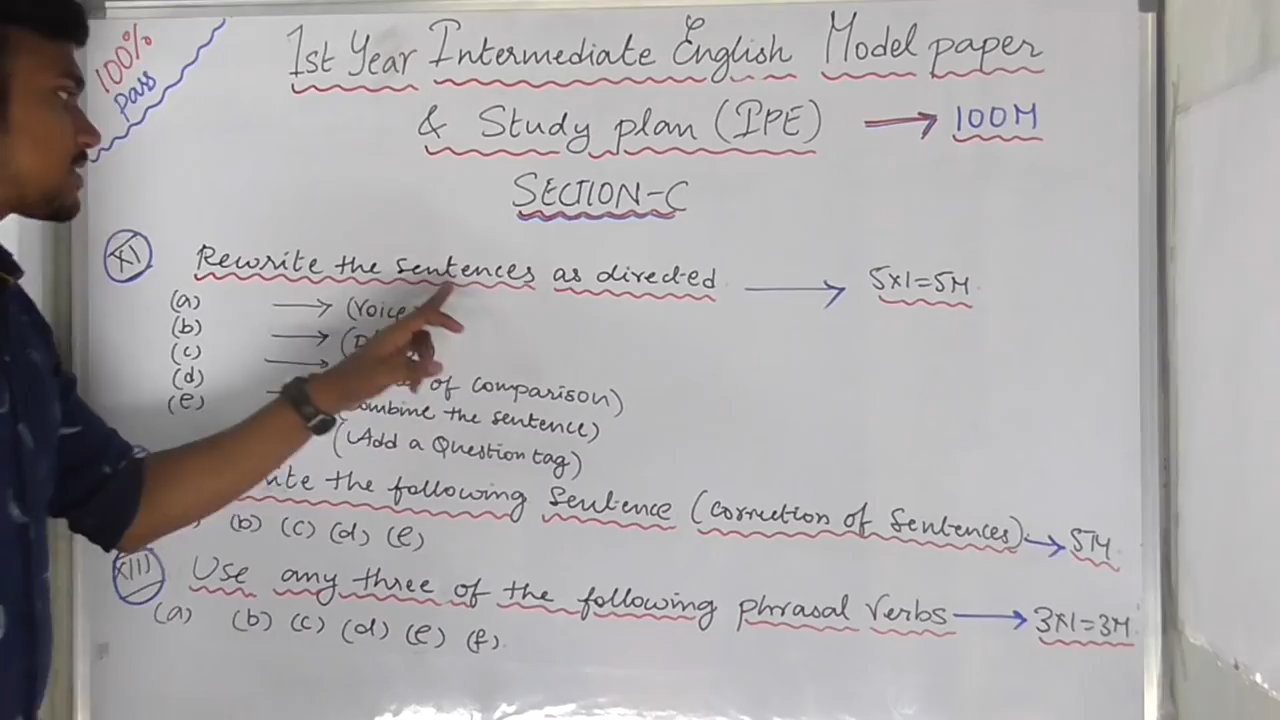 100%
pass
1st Year Intermediate English Model paper
& Study plan (IPE) → 100M
SECTION-C
XI Rewrite the sentences as directed → 5x1=5M
(a) → (Voice
(b) →
(c) →
(d) of comparison)
(e) the sentence)
(Add a Question tag)
the following Sentence (correction of Sentences) → 5M
(b) (c) (d) (e)
XIII Use any three of the following phrasal verbs → 3x1=3M
(a) (b) (c) (d) (e) (f).